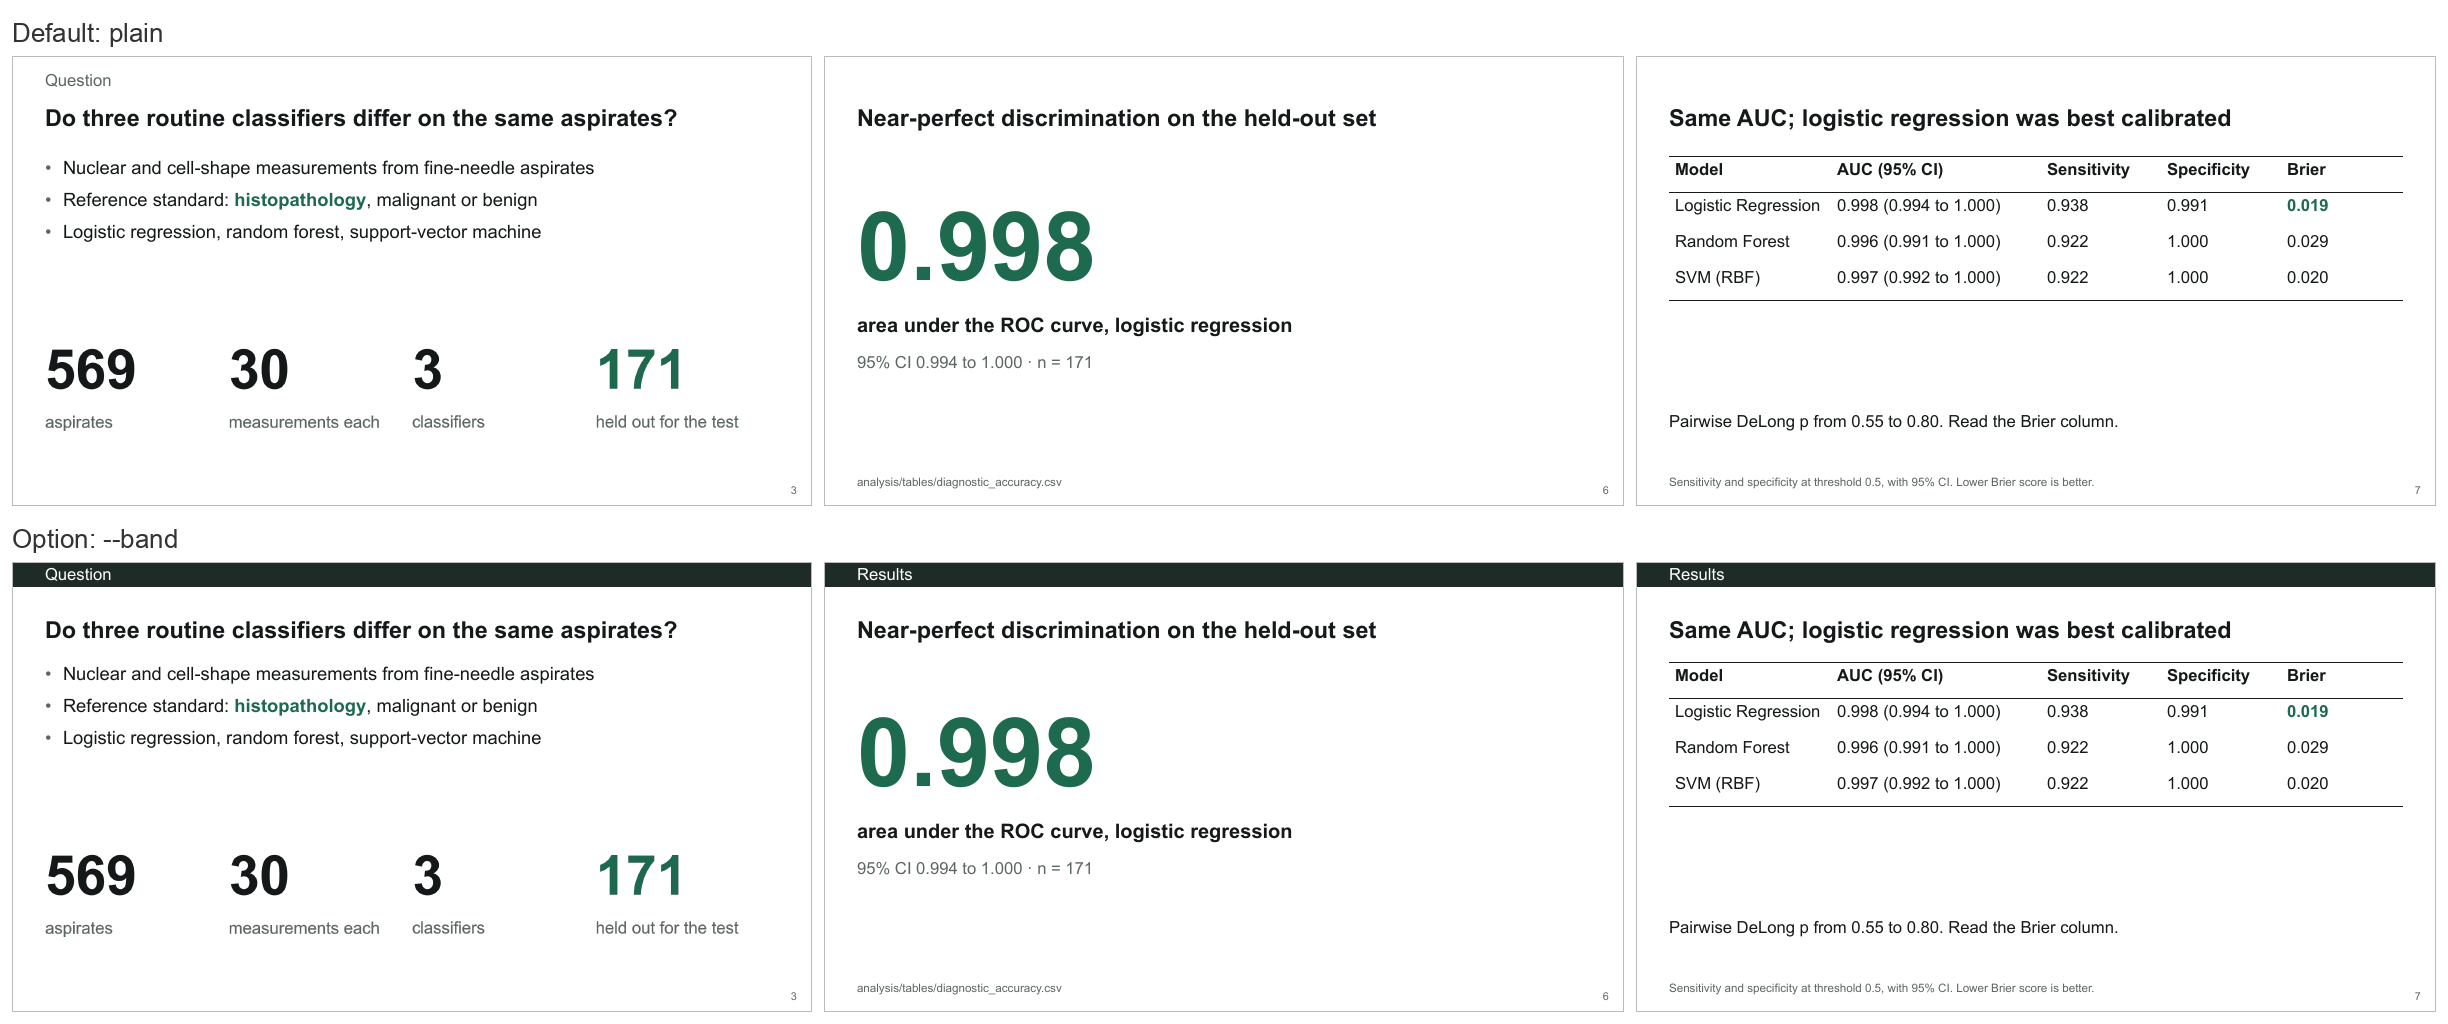 Default: plain
Question
Do three routine classifiers differ on the same aspirates?
• Nuclear and cell-shape measurements from fine-needle aspirates
• Reference standard: histopathology, malignant or benign
• Logistic regression, random forest, support-vector machine
569 30 3 171
aspirates measurements each classifiers held out for the test
3
Near-perfect discrimination on the held-out set
0.998
area under the ROC curve, logistic regression
95% CI 0.994 to 1.000 · n = 171
analysis/tables/diagnostic_accuracy.csv
6
Same AUC; logistic regression was best calibrated
Model AUC (95% CI) Sensitivity Specificity Brier
Logistic Regression 0.998 (0.994 to 1.000) 0.938 0.991 0.019
Random Forest 0.996 (0.991 to 1.000) 0.922 1.000 0.029
SVM (RBF) 0.997 (0.992 to 1.000) 0.922 1.000 0.020
Pairwise DeLong p from 0.55 to 0.80. Read the Brier column.
Sensitivity and specificity at threshold 0.5, with 95% CI. Lower Brier score is better.
7
Option: --band
Question
Do three routine classifiers differ on the same aspirates?
• Nuclear and cell-shape measurements from fine-needle aspirates
• Reference standard: histopathology, malignant or benign
• Logistic regression, random forest, support-vector machine
569 30 3 171
aspirates measurements each classifiers held out for the test
3
Results
Near-perfect discrimination on the held-out set
0.998
area under the ROC curve, logistic regression
95% CI 0.994 to 1.000 · n = 171
analysis/tables/diagnostic_accuracy.csv
6
Results
Same AUC; logistic regression was best calibrated
Model AUC (95% CI) Sensitivity Specificity Brier
Logistic Regression 0.998 (0.994 to 1.000) 0.938 0.991 0.019
Random Forest 0.996 (0.991 to 1.000) 0.922 1.000 0.029
SVM (RBF) 0.997 (0.992 to 1.000) 0.922 1.000 0.020
Pairwise DeLong p from 0.55 to 0.80. Read the Brier column.
Sensitivity and specificity at threshold 0.5, with 95% CI. Lower Brier score is better.
7